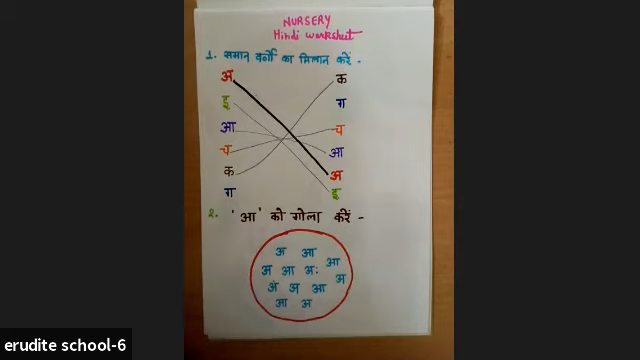 NURSERY
Hindi worksheet
1. समान वर्णों का मिलान करें -
अ क
इ ग
आ च
च आ
क अ
ग इ
2. 'आ' को गोला करें -
अ आ
अ आ अः आ
अं अ आ अ
आ अ
erudite school-6